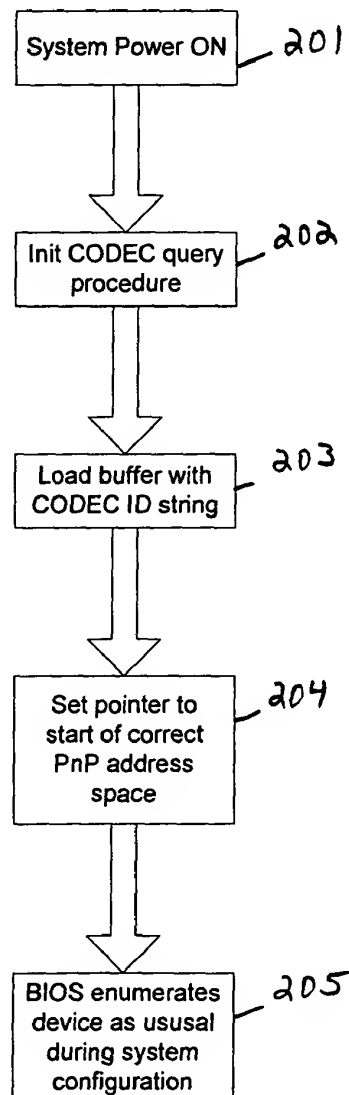 System Power ON
201
Init CODEC query
procedure
202
Load buffer with
CODEC ID string
203
Set pointer to
start of correct
PnP address
space
204
BIOS enumerates
device as ususal
during system
configuration
205